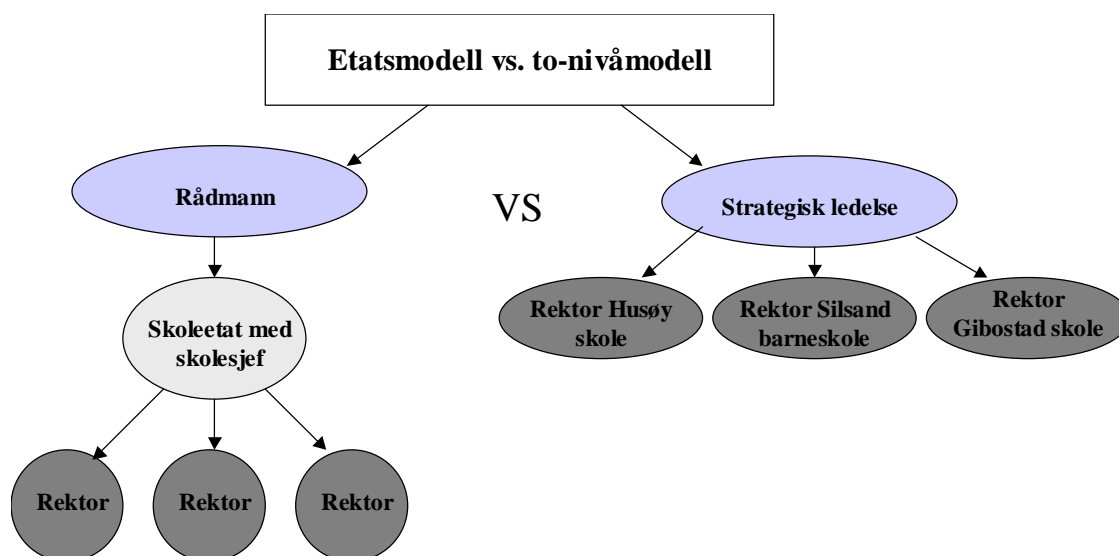 Etatsmodell vs. to-nivåmodell
Rådmann
VS
Strategisk ledelse
Skoleetat med
skolesjef
Rektor Husøy
skole
Rektor Silsand
barneskole
Rektor
Gibostad skole
Rektor
Rektor
Rektor